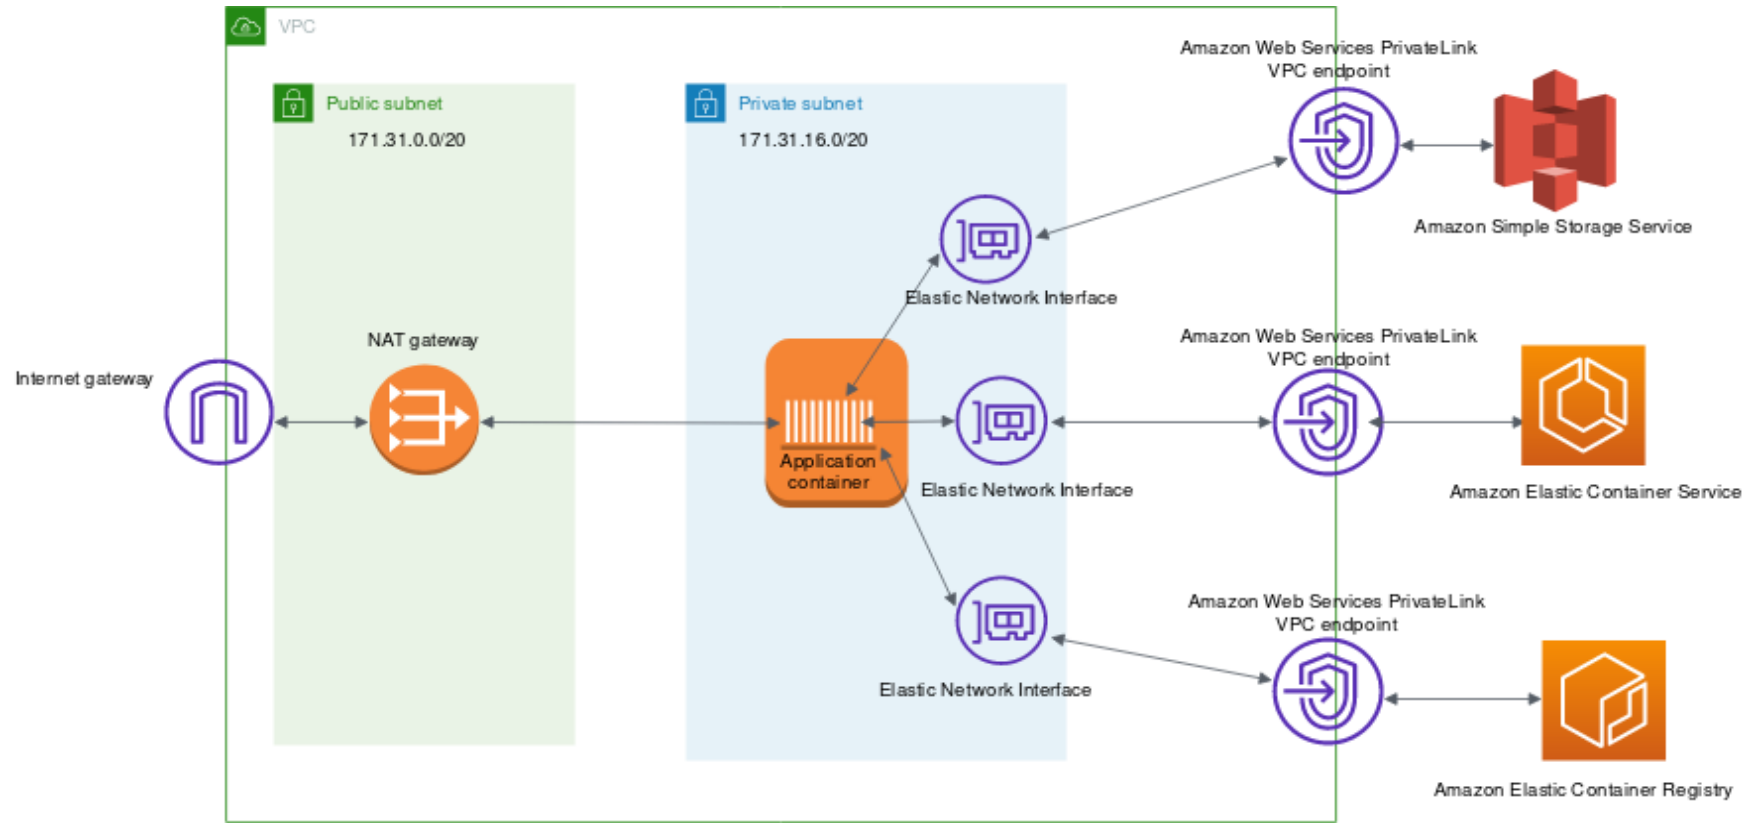 VPC
Public subnet
171.31.0.0/20
Private subnet
171.31.16.0/20
Amazon Web Services PrivateLink
VPC endpoint
Amazon Simple Storage Service
Elastic Network Interface
Internet gateway
NAT gateway
Application
container
Elastic Network Interface
Amazon Web Services PrivateLink
VPC endpoint
Amazon Elastic Container Service
Elastic Network Interface
Amazon Web Services PrivateLink
VPC endpoint
Amazon Elastic Container Registry